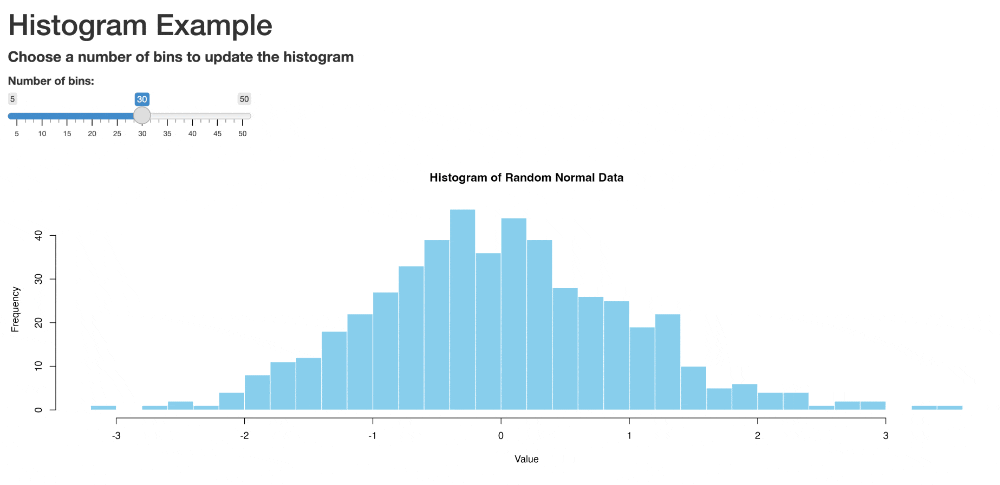 Histogram Example
Choose a number of bins to update the histogram
Number of bins:
5 30 50
5 10 15 20 25 30 35 40 45 50
Histogram of Random Normal Data
40
30
20
10
0
Frequency
-3 -2 -1 0 1 2 3
Value